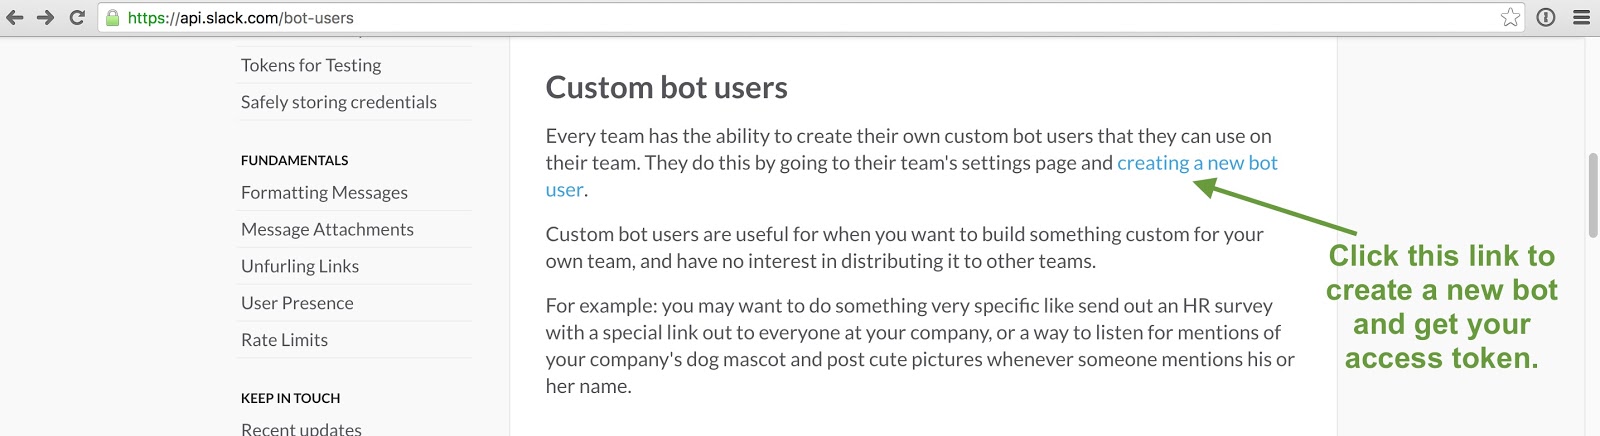 https://api.slack.com/bot-users
Tokens for Testing
Safely storing credentials
FUNDAMENTALS
Formatting Messages
Message Attachments
Unfurling Links
User Presence
Rate Limits
KEEP IN TOUCH
Recent updates
Custom bot users
Every team has the ability to create their own custom bot users that they can use on
their team. They do this by going to their team's settings page and creating a new bot
user.
Custom bot users are useful for when you want to build something custom for your
own team, and have no interest in distributing it to other teams.
For example: you may want to do something very specific like send out an HR survey
with a special link out to everyone at your company, or a way to listen for mentions of
your company's dog mascot and post cute pictures whenever someone mentions his or
her name.
Click this link to
create a new bot
and get your
access token.